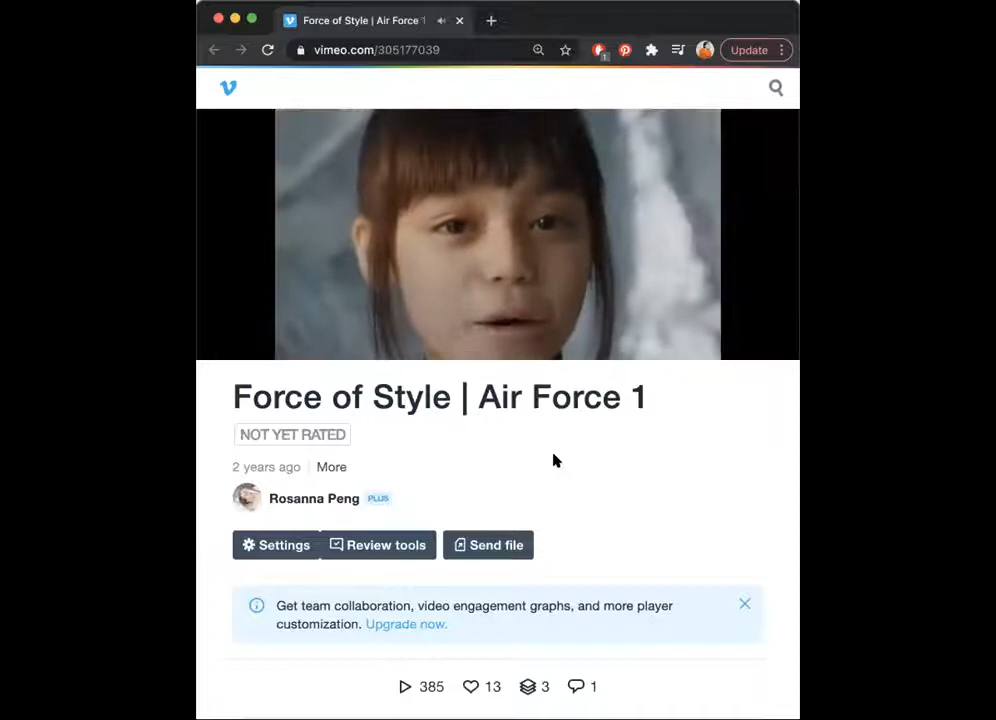 Force of Style | Air Force 1
vimeo.com/305177039
1
Update
Force of Style | Air Force 1
NOT YET RATED
2 years ago
More
Rosanna Peng PLUS
Settings
Review tools
Send file
Get team collaboration, video engagement graphs, and more player
customization. Upgrade now.
385
13
3
1